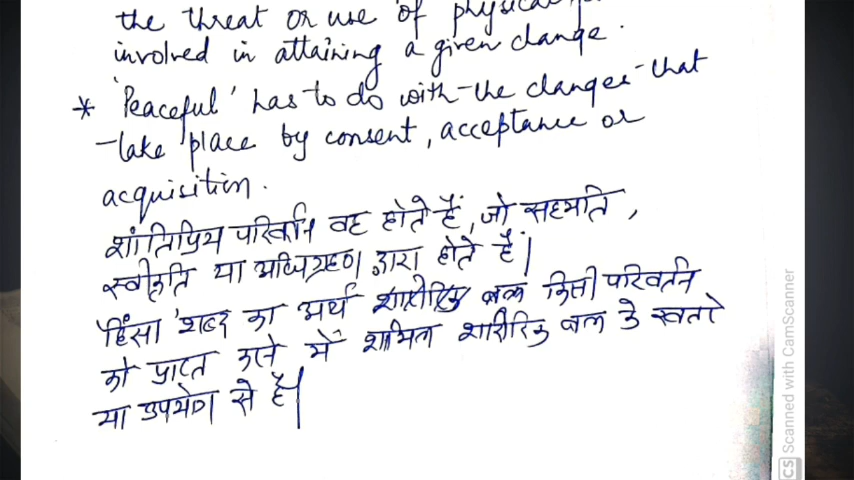 the threat or use of physical
involved in attaining a given change.
* 'Peaceful' has to do with the changes that
take place by consent, acceptance or
acquisition.
शांतिप्रिय परिवर्तन वह होते हैं, जो सहमति,
स्वीकृति या अधिग्रहण द्वारा होते हैं|
हिंसा शब्द का अर्थ बल किसी परिवर्तन
को प्राप्त करने में शामिल शारीरिक बल के खतरे
या उपयोग से है|
CS Scanned with CamScanner